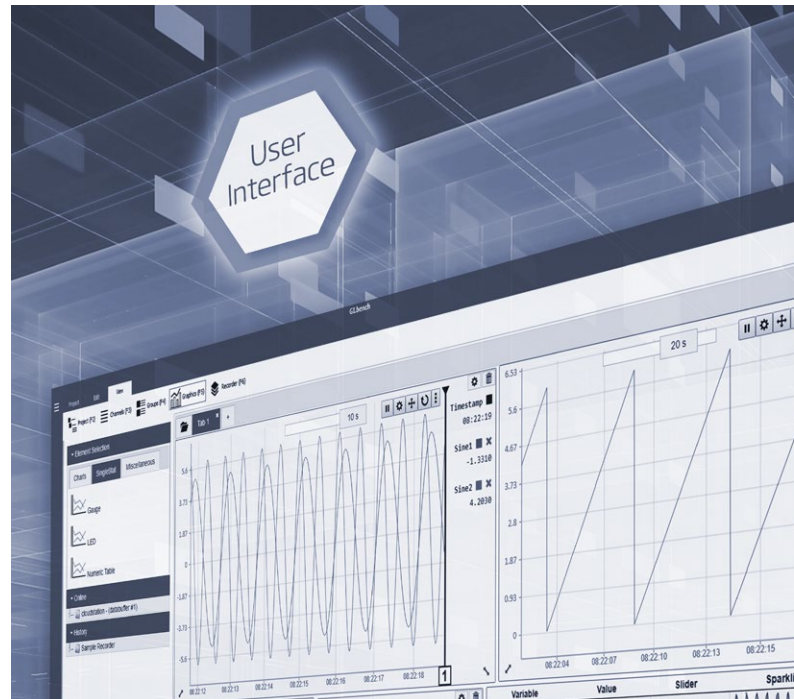 User
Interface
GI.bench
Project
Edit
View
Project (F2)
Channels (F3)
Groups (F4)
Graphics (F5)
Recorder (F6)
Element Selection
Charts
SingleStat
Miscellaneous
Gauge
LED
Numeric Table
Online
cloudstation - (databuffer #1)
History
Sample Recorder
Tab 1
+
10 s
5.6
3.73
1.87
0
-1.87
-3.73
-5.6
08:22:12
08:22:13
08:22:14
08:22:15
08:22:16
08:22:17
08:22:18
1
Timestamp
08:22:19
Sine1
-1.3310
Sine2
4.2030
20 s
6.53
5.6
4.67
3.73
2.8
1.87
0.93
0
08:22:04
08:22:07
08:22:10
08:22:13
08:22:15
Variable
Value
Slider